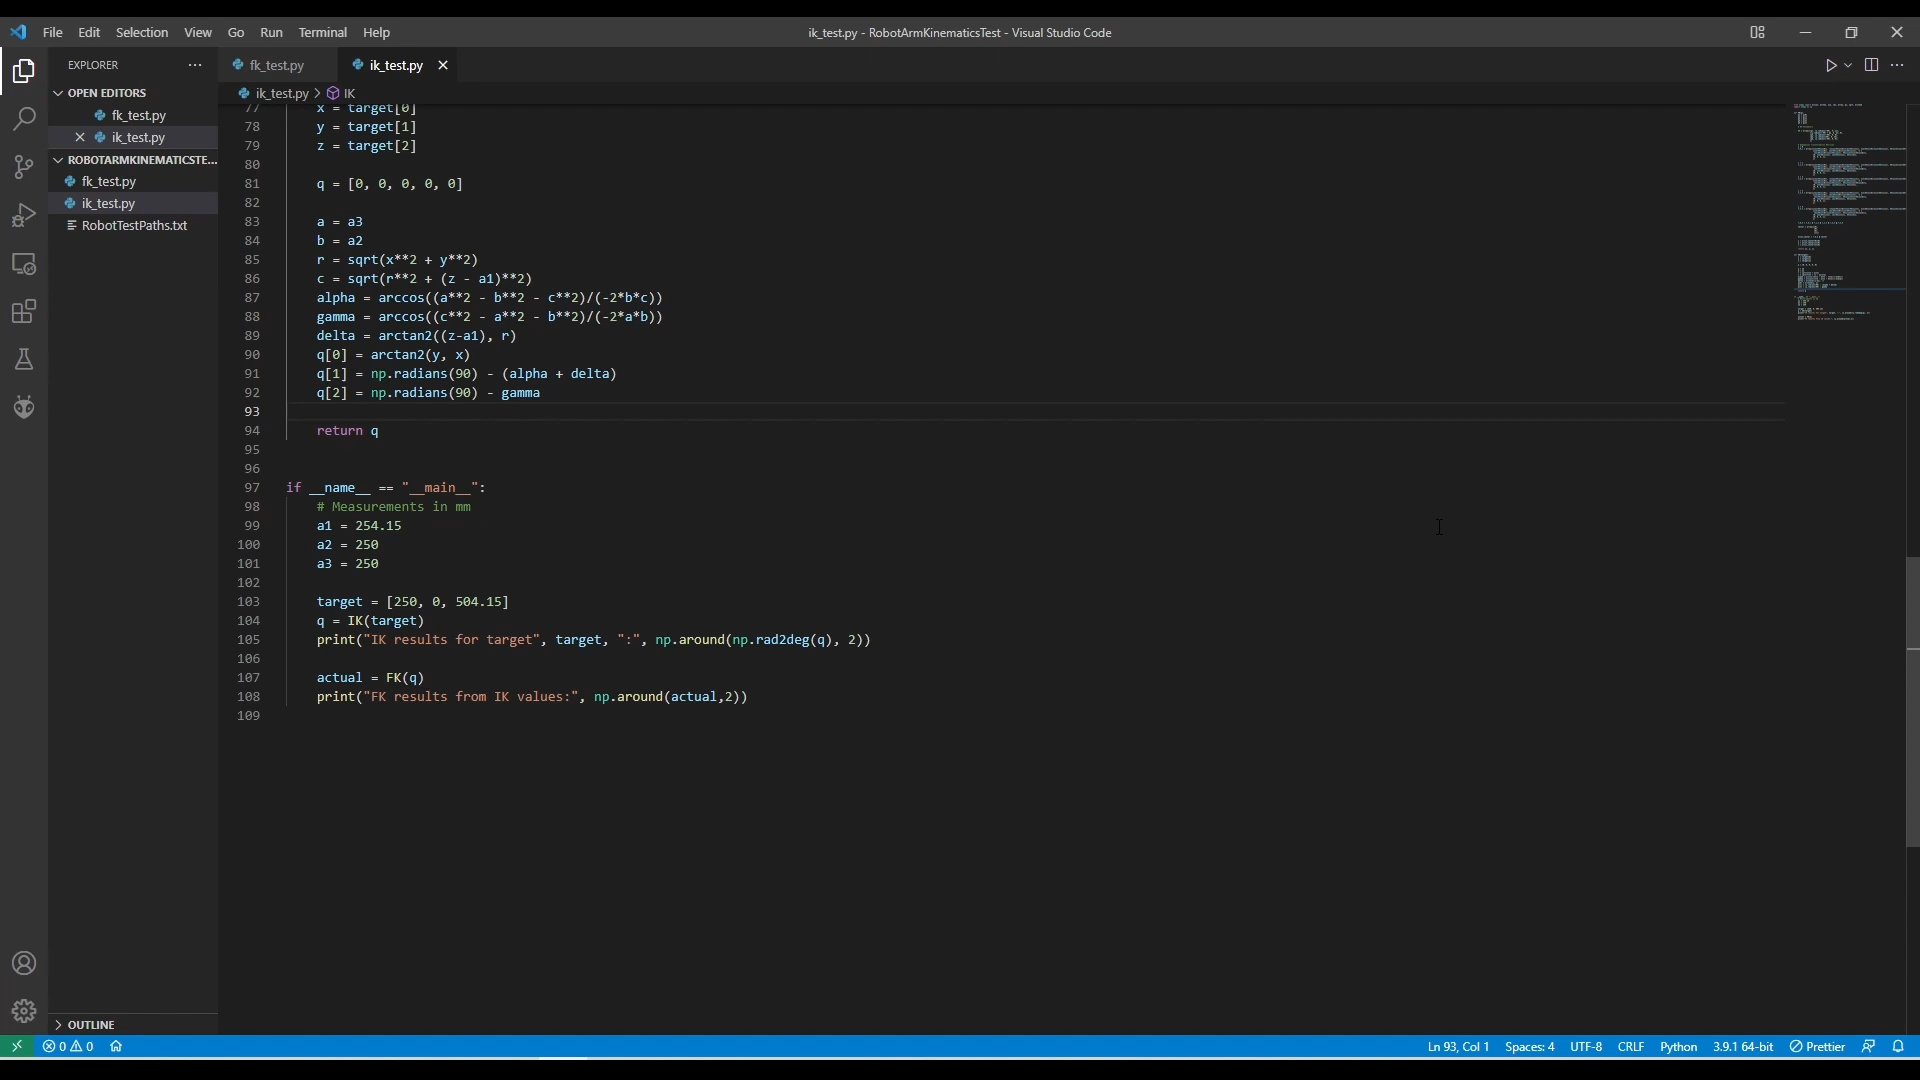 File Edit Selection View Go Run Terminal Help
ik_test.py - RobotArmKinematicsTest - Visual Studio Code
EXPLORER
OPEN EDITORS
fk_test.py
ik_test.py
ROBOTARMKINEMATICSTE...
fk_test.py
ik_test.py
RobotTestPaths.txt
OUTLINE
fk_test.py ik_test.py
ik_test.py > IK
77 x = target[0]
78 y = target[1]
79 z = target[2]
80
81 q = [0, 0, 0, 0, 0]
82
83 a = a3
84 b = a2
85 r = sqrt(x**2 + y**2)
86 c = sqrt(r**2 + (z - a1)**2)
87 alpha = arccos((a**2 - b**2 - c**2)/(-2*b*c))
88 gamma = arccos((c**2 - a**2 - b**2)/(-2*a*b))
89 delta = arctan2((z-a1), r)
90 q[0] = arctan2(y, x)
91 q[1] = np.radians(90) - (alpha + delta)
92 q[2] = np.radians(90) - gamma
93
94 return q
95
96
97 if __name__ == "__main__":
98 # Measurements in mm
99 a1 = 254.15
100 a2 = 250
101 a3 = 250
102
103 target = [250, 0, 504.15]
104 q = IK(target)
105 print("IK results for target", target, ":", np.around(np.rad2deg(q), 2))
106
107 actual = FK(q)
108 print("FK results from IK values:", np.around(actual,2))
109
0 0
Ln 93, Col 1 Spaces: 4 UTF-8 CRLF Python 3.9.1 64-bit Prettier